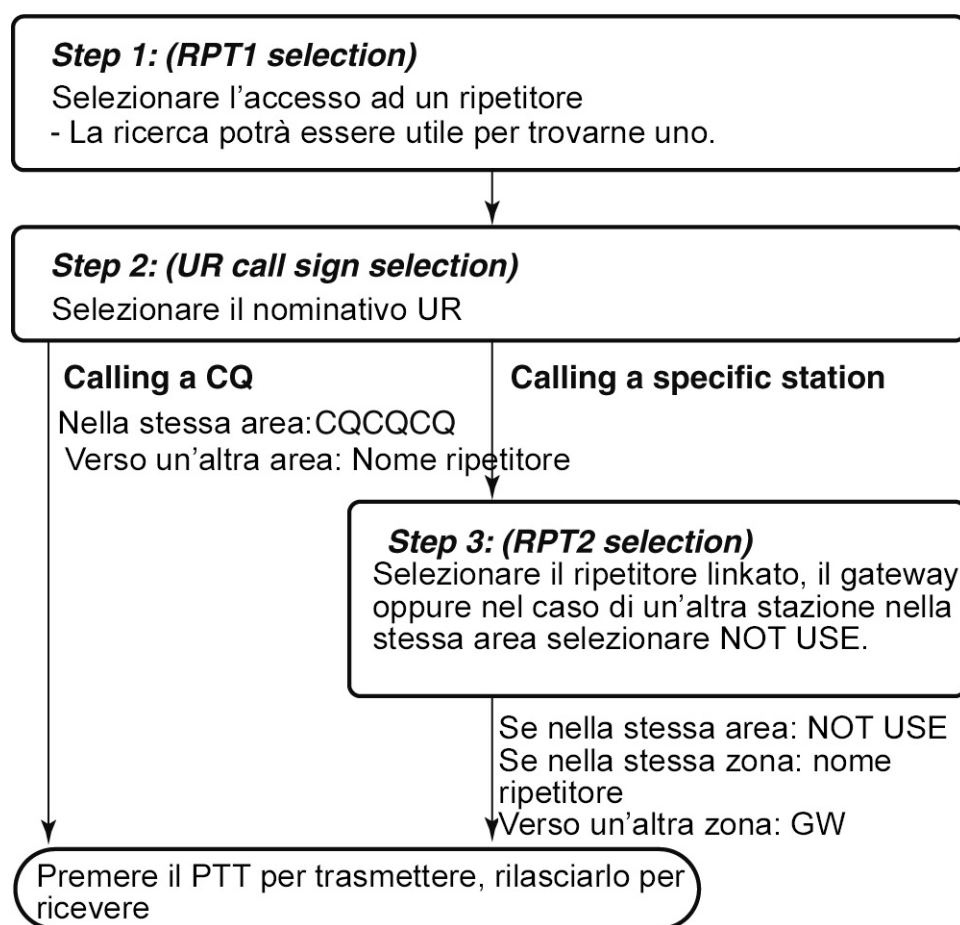 Step 1: (RPT1 selection)
Selezionare l'accesso ad un ripetitore
- La ricerca potrà essere utile per trovarne uno.
Step 2: (UR call sign selection)
Selezionare il nominativo UR
Calling a CQ
Nella stessa area:CQCQCQ
Verso un'altra area: Nome ripetitore
Calling a specific station
Step 3: (RPT2 selection)
Selezionare il ripetitore linkato, il gateway
oppure nel caso di un'altra stazione nella
stessa area selezionare NOT USE.
Se nella stessa area: NOT USE
Se nella stessa zona: nome
ripetitore
Verso un'altra zona: GW
Premere il PTT per trasmettere, rilasciarlo per
ricevere